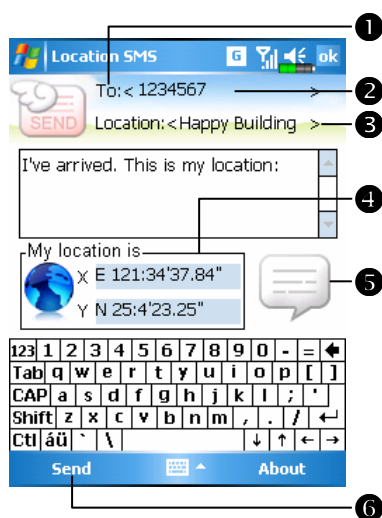 Location SMS G ok
To:< 1234567 >
SEND
Location:<Happy Building >
I've arrived. This is my location:
My location is
X E 121:34'37.84"
Y N 25:4'23.25"
123 1 2 3 4 5 6 7 8 9 0 - =
Tab q w e r t y u i o p [ ]
CAP a s d f g h j k l ; '
Shift z x c v b n m , . / ↵
Ctl áü ` \ ↓ ↑ ← →
Send About
1
2
3
4
5
6